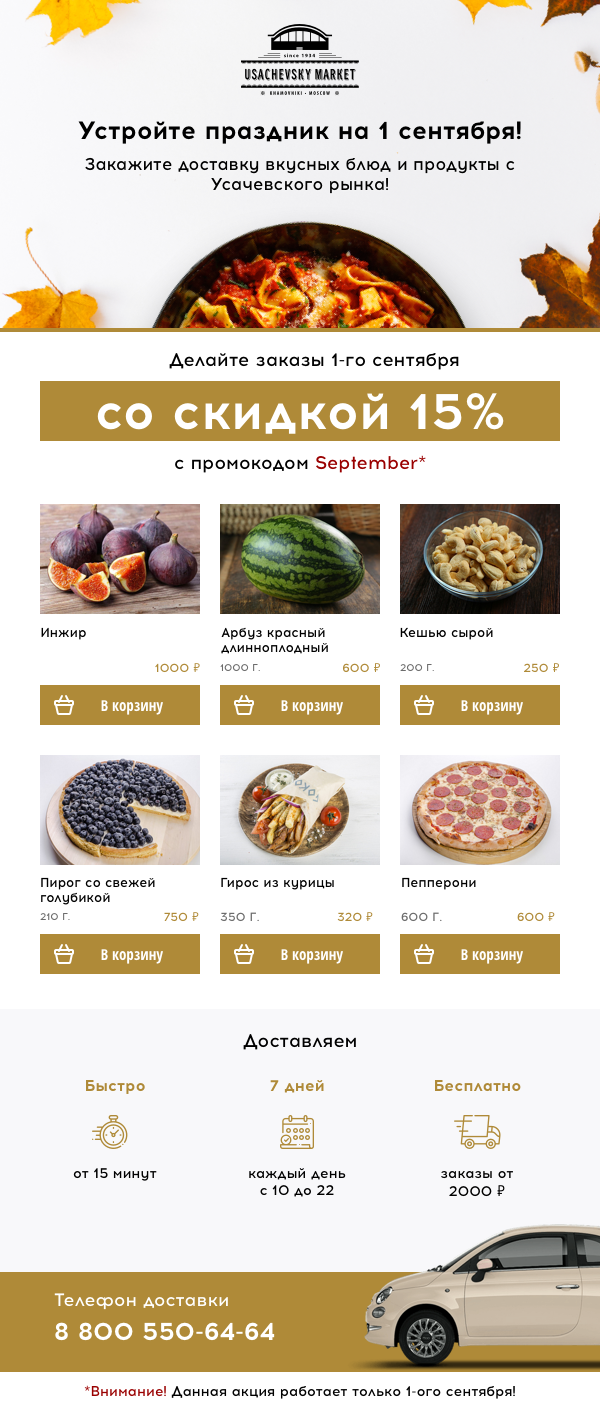 since 1934
USACHEVSKY MARKET
KHAMOVNIKI • MOSCOW
Устройте праздник на 1 сентября!
Закажите доставку вкусных блюд и продукты с
Усачевского рынка!
Делайте заказы 1-го сентября
со скидкой 15%
с промокодом September*
Инжир
Арбуз красный
длинноплодный
Кешью сырой
1000 ₽
1000 Г.
600 ₽
200 Г.
250 ₽
В корзину
В корзину
В корзину
Пирог со свежей
голубикой
Гирос из курицы
Пепперони
210 Г.
750 ₽
350 Г.
320 ₽
600 Г.
600 ₽
В корзину
В корзину
В корзину
Доставляем
Быстро
7 дней
Бесплатно
от 15 минут
каждый день
с 10 до 22
заказы от
2000 ₽
Телефон доставки
8 800 550-64-64
*Внимание! Данная акция работает только 1-ого сентября!